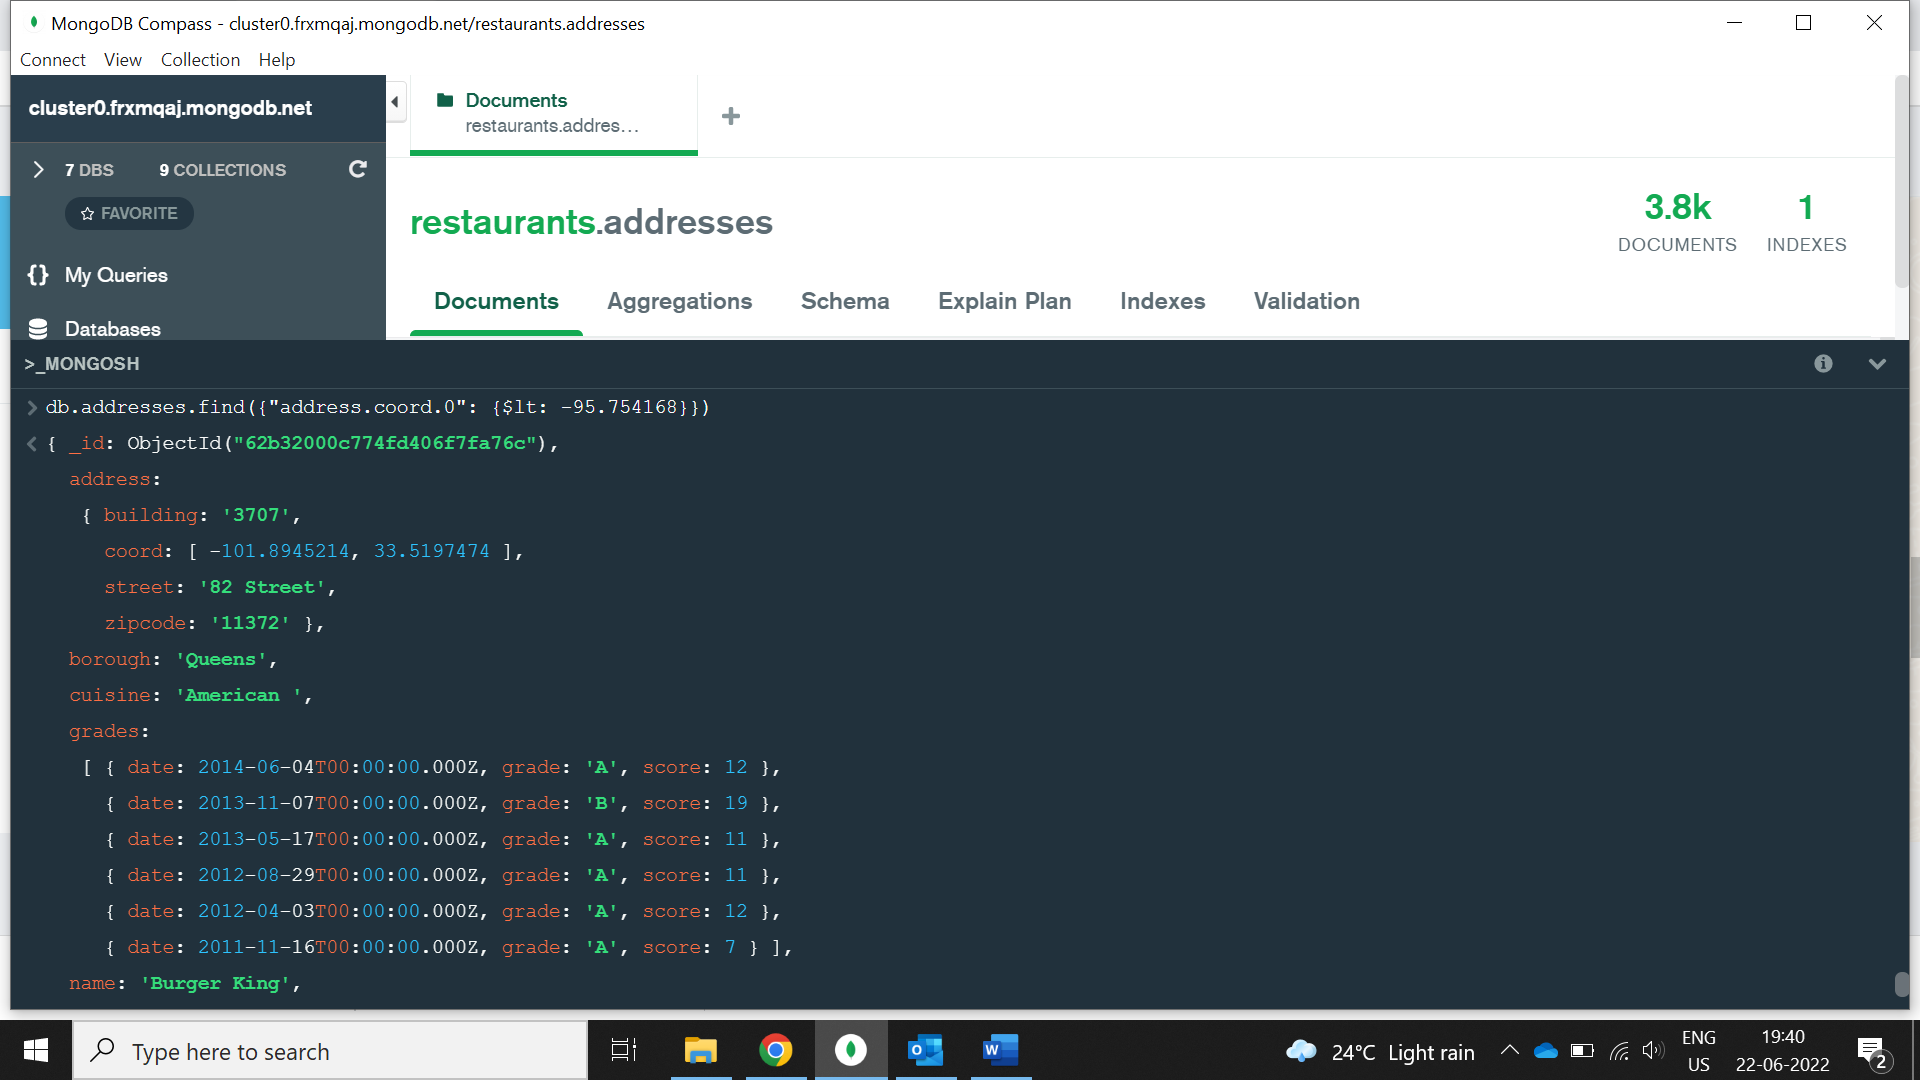 MongoDB Compass - cluster0.frxmqaj.mongodb.net/restaurants.addresses
Connect View Collection Help
cluster0.frxmqaj.mongodb.net
Documents
restaurants.addres...
7 DBS 9 COLLECTIONS
FAVORITE
restaurants.addresses
3.8k
DOCUMENTS
1
INDEXES
{} My Queries
Databases
Documents Aggregations Schema Explain Plan Indexes Validation
>_MONGOSH
> db.addresses.find({"address.coord.0": {$lt: -95.754168}})
< { _id: ObjectId("62b32000c774fd406f7fa76c"),
address:
{ building: '3707',
coord: [ -101.8945214, 33.5197474 ],
street: '82 Street',
zipcode: '11372' },
borough: 'Queens',
cuisine: 'American ',
grades:
[ { date: 2014-06-04T00:00:00.000Z, grade: 'A', score: 12 },
{ date: 2013-11-07T00:00:00.000Z, grade: 'B', score: 19 },
{ date: 2013-05-17T00:00:00.000Z, grade: 'A', score: 11 },
{ date: 2012-08-29T00:00:00.000Z, grade: 'A', score: 11 },
{ date: 2012-04-03T00:00:00.000Z, grade: 'A', score: 12 },
{ date: 2011-11-16T00:00:00.000Z, grade: 'A', score: 7 } ],
name: 'Burger King',
Type here to search
24°C Light rain
ENG
US
19:40
22-06-2022
2